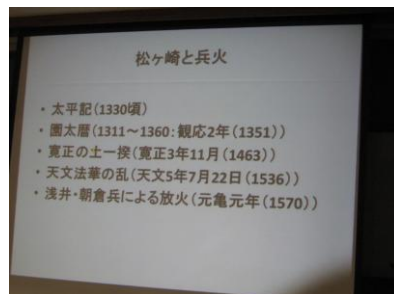 松ヶ崎と兵火
・太平記(1330頃)
・園太暦(1311～1360:観応2年(1351))
・寛正の土一揆(寛正3年11月(1463))
・天文法華の乱(天文5年7月22日(1536))
・浅井・朝倉兵による放火(元亀元年(1570))